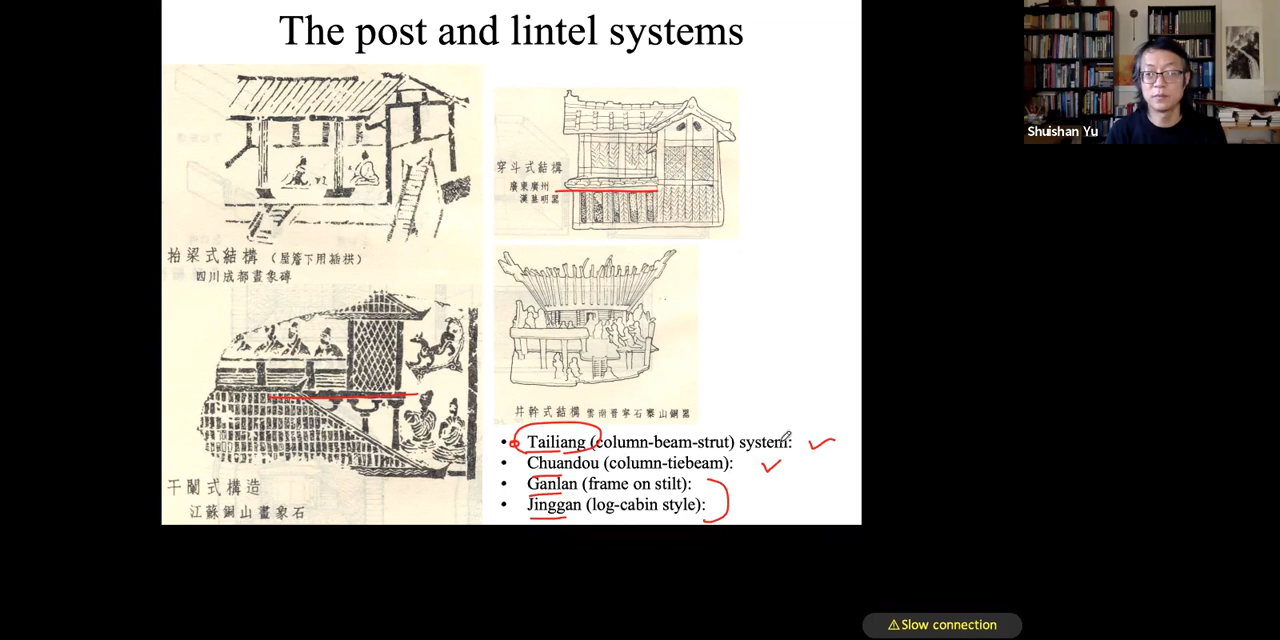 The post and lintel systems
抬梁式結構（屋簷下用插栱）
四川成都畫象磚
穿斗式結構
廣東廣州
漢墓明器
干闌式構造
江蘇銅山畫象石
井幹式結構 雲南晉寧石寨山銅器
• Tailiang (column-beam-strut) system:
• Chuandou (column-tiebeam):
• Ganlan (frame on stilt):
• Jinggan (log-cabin style):
Shuishan Yu
⚠Slow connection